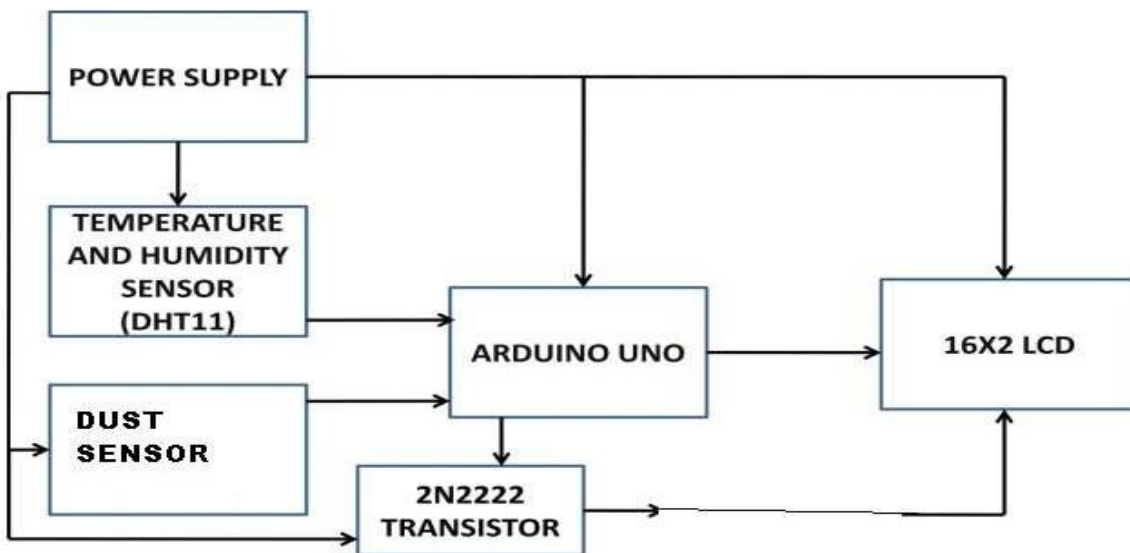 POWER SUPPLY
TEMPERATURE
AND HUMIDITY
SENSOR
(DHT11)
ARDUINO UNO
16X2 LCD
DUST
SENSOR
2N2222
TRANSISTOR